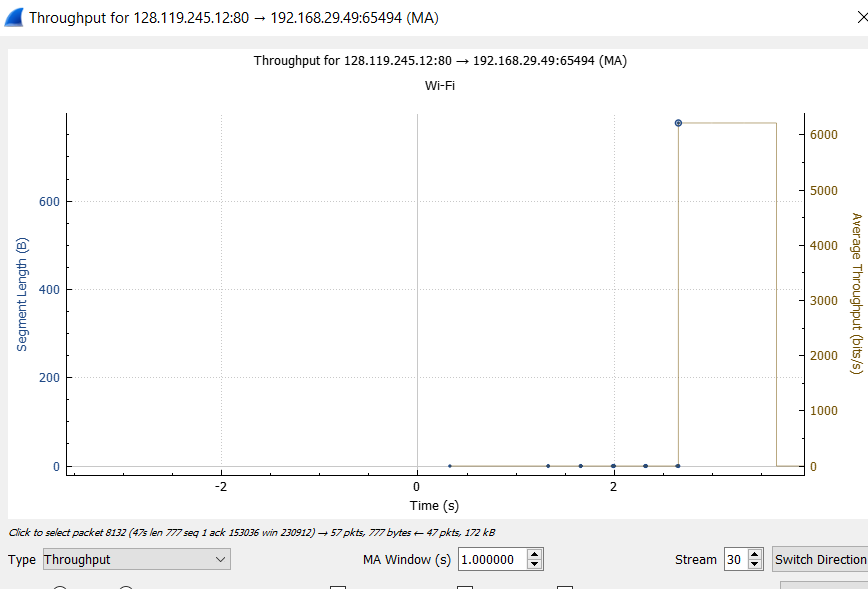 Throughput for 128.119.245.12:80 → 192.168.29.49:65494 (MA)
Throughput for 128.119.245.12:80 → 192.168.29.49:65494 (MA)
Wi-Fi
Segment Length (B)
600
400
200
0
6000
5000
4000
3000
2000
1000
0
Average Throughput (bits/s)
-2
0
2
Time (s)
Click to select packet 8132 (47s len 777 seq 1 ack 153036 win 230912) → 57 pkts, 777 bytes ← 47 pkts, 172 kB
Type Throughput MA Window (s) 1.000000 Stream 30 Switch Direction